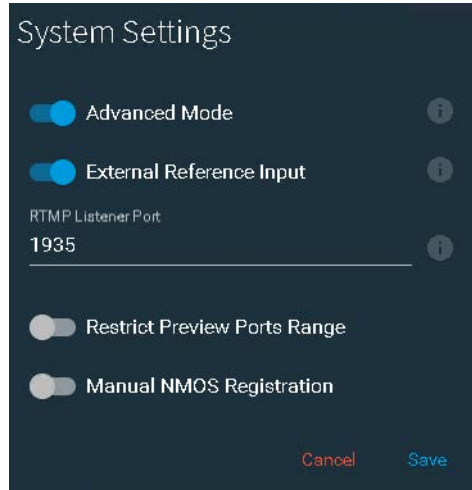 System Settings
Advanced Mode
External Reference Input
RTMP Listener Port
1935
Restrict Preview Ports Range
Manual NMOS Registration
Cancel Save